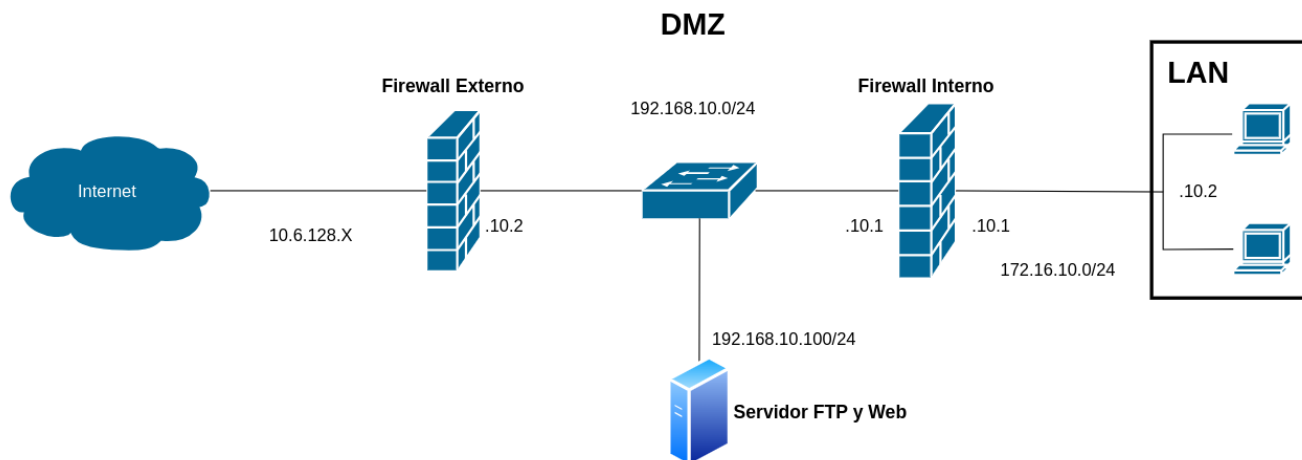 DMZ
Firewall Externo
192.168.10.0/24
Firewall Interno
LAN
Internet
10.6.128.X
.10.2
.10.1
.10.1
.10.2
172.16.10.0/24
192.168.10.100/24
Servidor FTP y Web